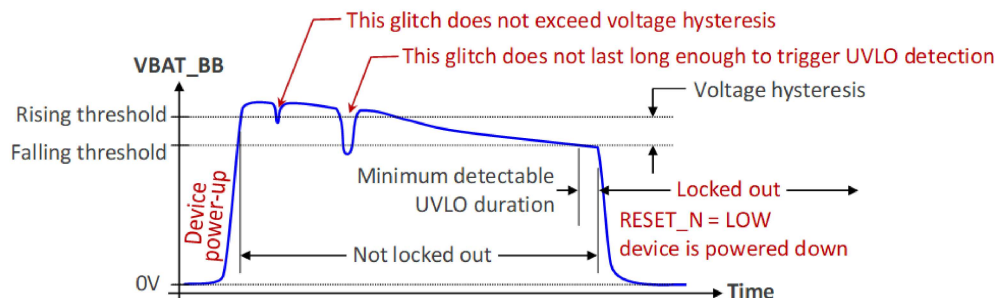 This glitch does not exceed voltage hysteresis
This glitch does not last long enough to trigger UVLO detection
VBAT_BB
Voltage hysteresis
Rising threshold
Falling threshold
Device
power-up
Minimum detectable
UVLO duration
Locked out
RESET_N = LOW
device is powered down
Not locked out
0V
Time